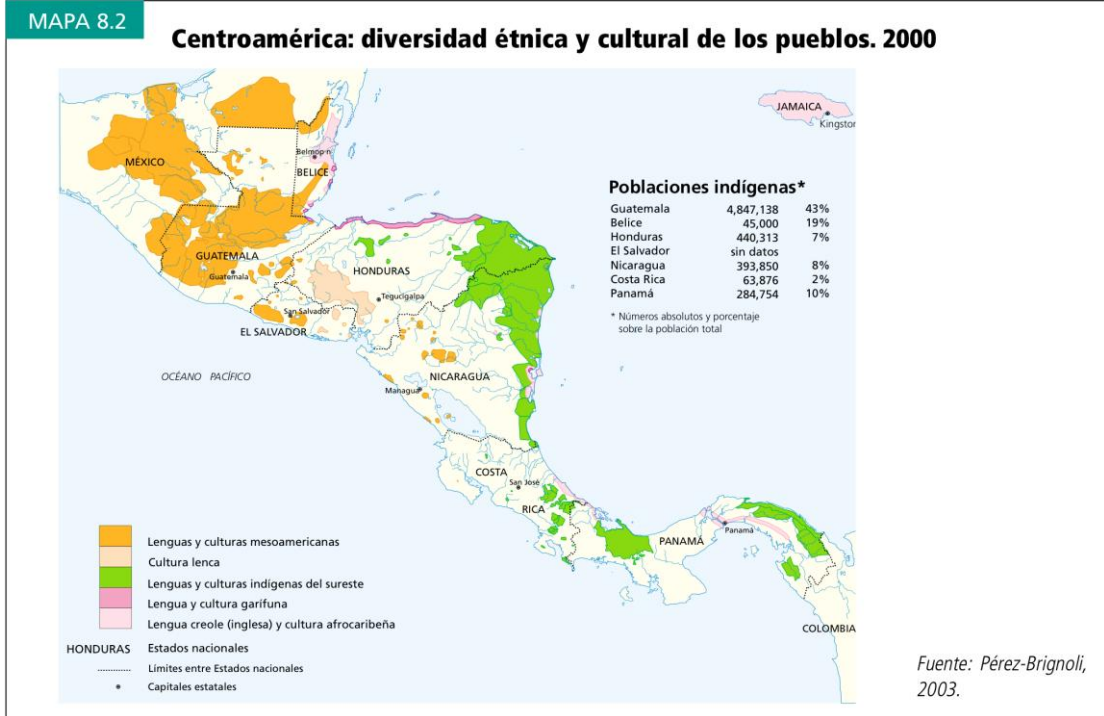 MAPA 8.2
Centroamérica: diversidad étnica y cultural de los pueblos. 2000
JAMAICA
Kingston
MÉXICO
Belmop n
BELICE
Poblaciones indígenas*
Guatemala 4,847,138 43%
Belice 45,000 19%
Honduras 440,313 7%
El Salvador sin datos
Nicaragua 393,850 8%
Costa Rica 63,876 2%
Panamá 284,754 10%
* Números absolutos y porcentaje
sobre la población total
GUATEMALA
Guatemala
HONDURAS
Tegucigalpa
San Salvador
EL SALVADOR
OCÉANO PACÍFICO
NICARAGUA
Managua
COSTA
San José
RICA
PANAMÁ
Panamá
COLOMBIA
Lenguas y culturas mesoamericanas
Cultura lenca
Lenguas y culturas indígenas del sureste
Lengua y cultura garífuna
Lengua creole (inglesa) y cultura afrocaribeña
HONDURAS Estados nacionales
Límites entre Estados nacionales
Capitales estatales
Fuente: Pérez-Brignoli,
2003.